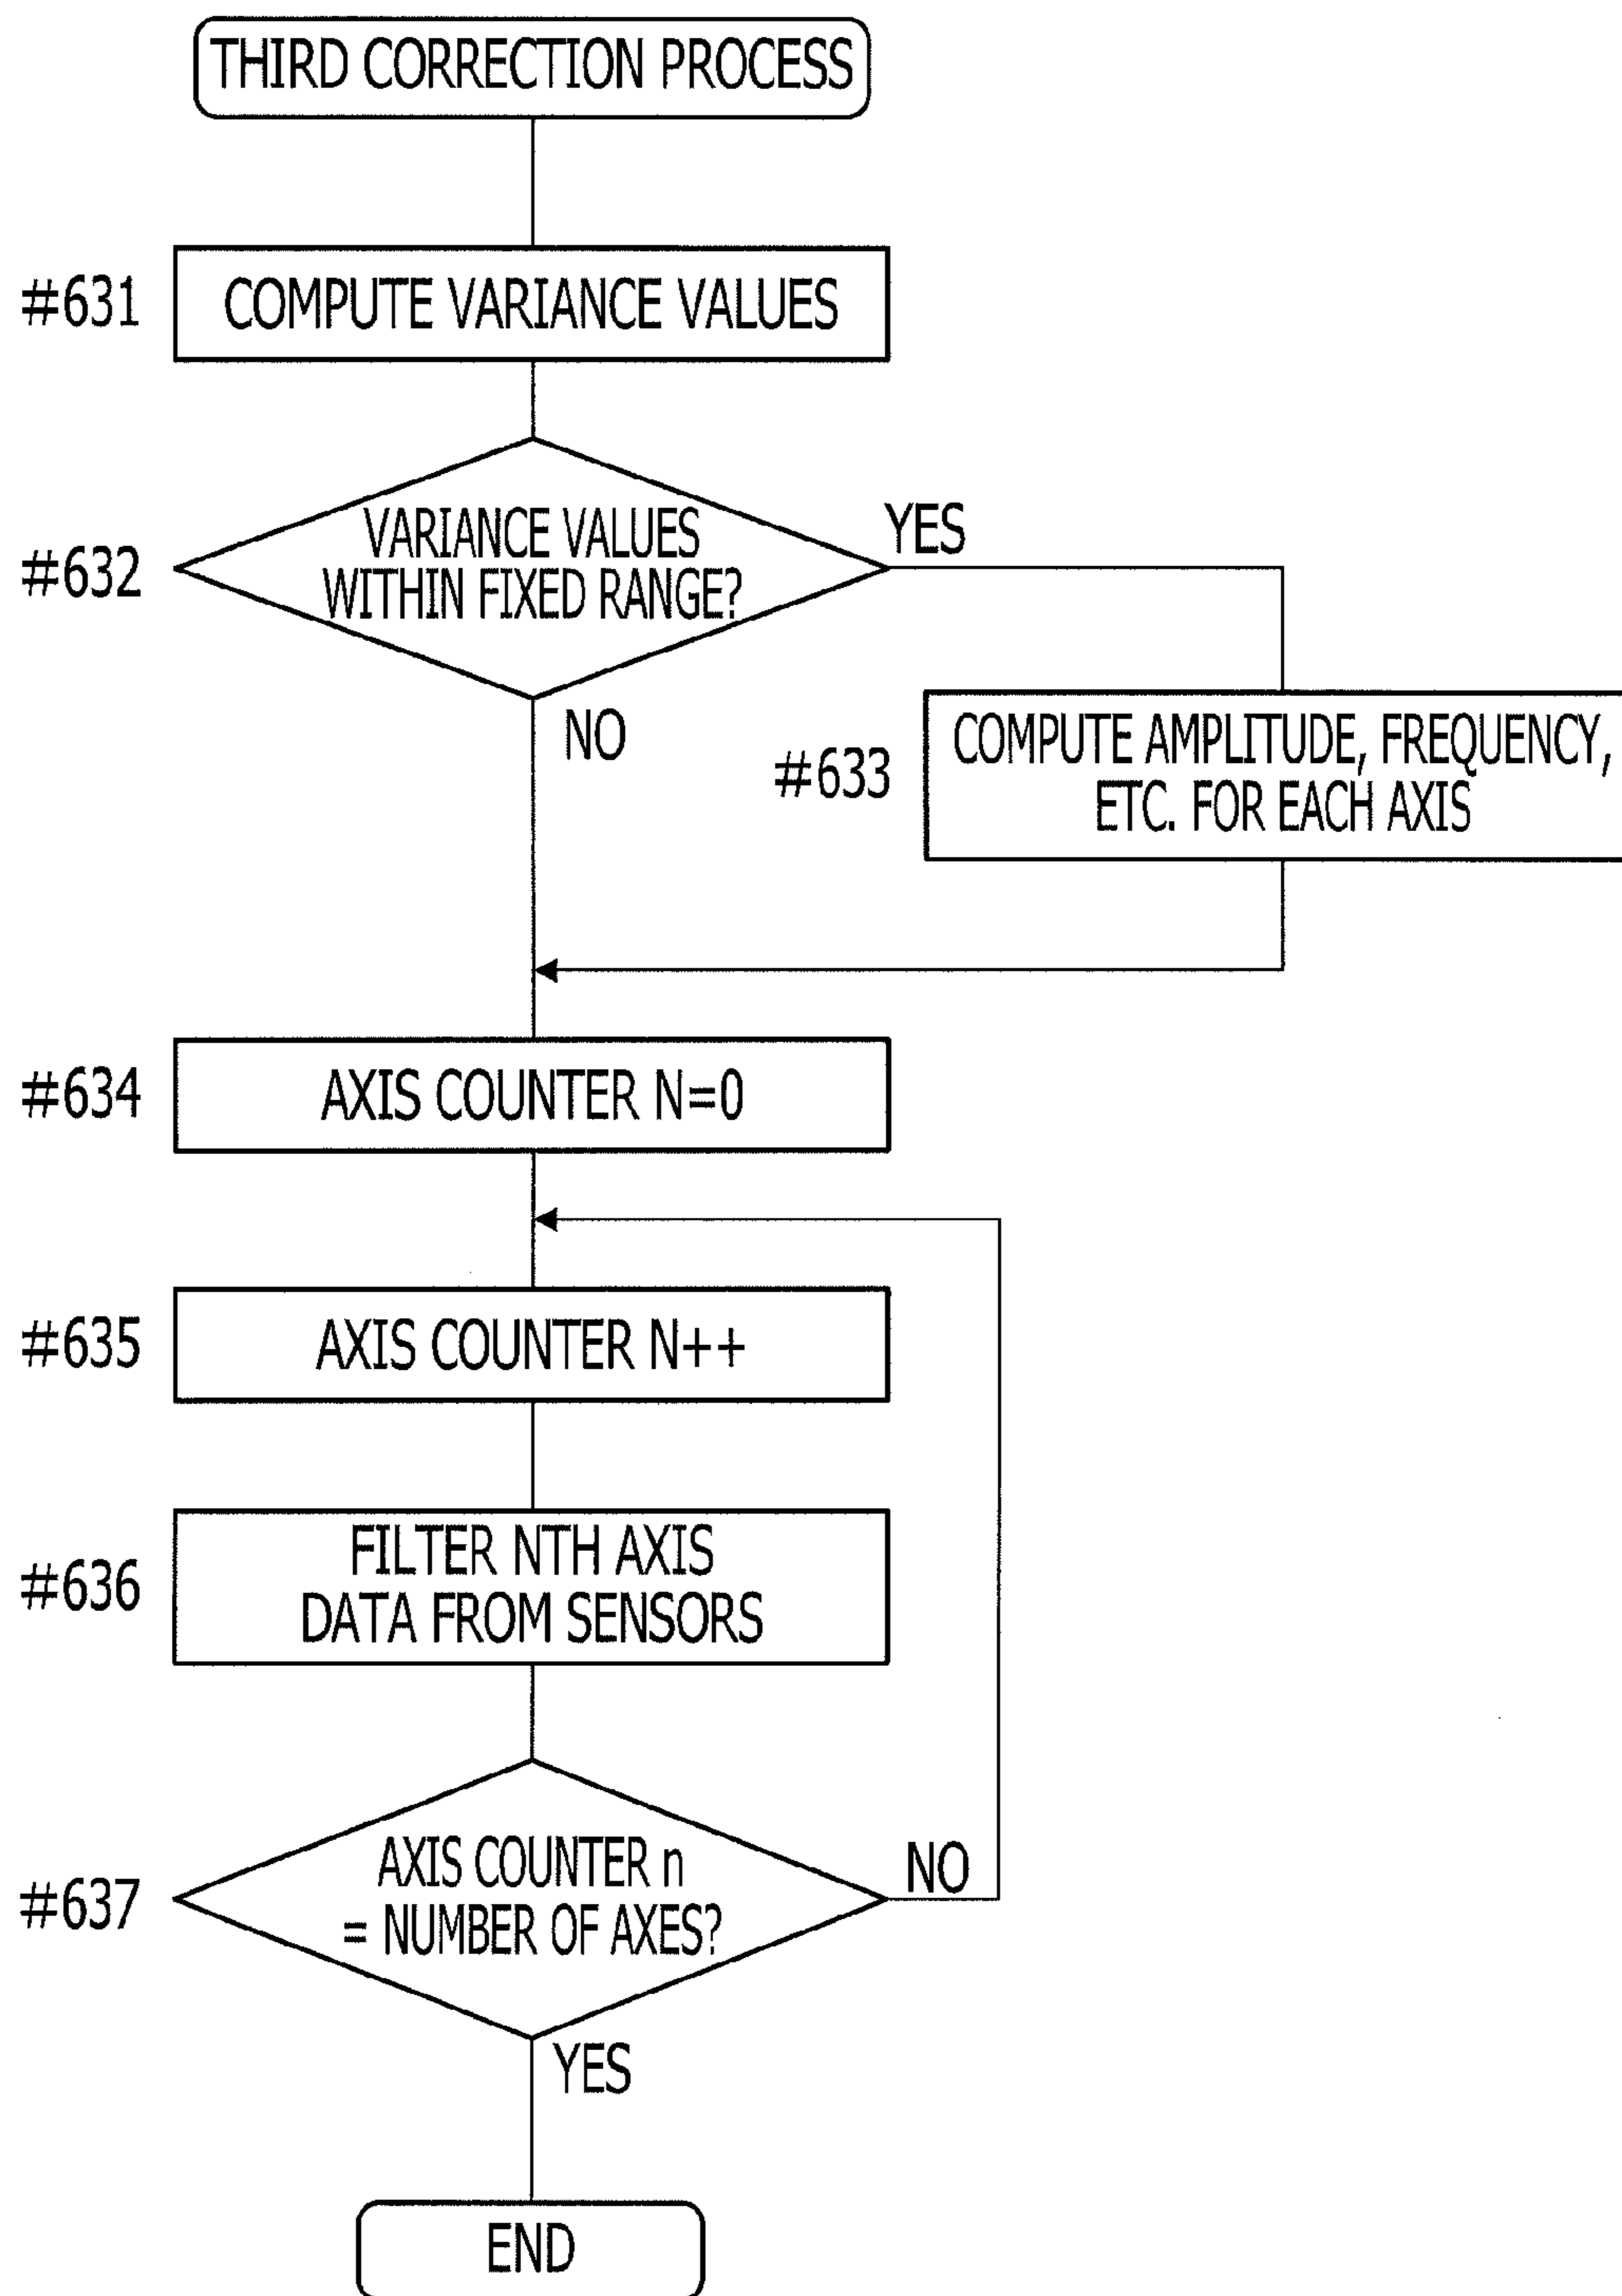 THIRD CORRECTION PROCESS
#631
COMPUTE VARIANCE VALUES
#632
VARIANCE VALUES
WITHIN FIXED RANGE?
YES
NO
#633
COMPUTE AMPLITUDE, FREQUENCY,
ETC. FOR EACH AXIS
#634
AXIS COUNTER N=0
#635
AXIS COUNTER N++
#636
FILTER NTH AXIS
DATA FROM SENSORS
#637
AXIS COUNTER n
= NUMBER OF AXES?
NO
YES
END